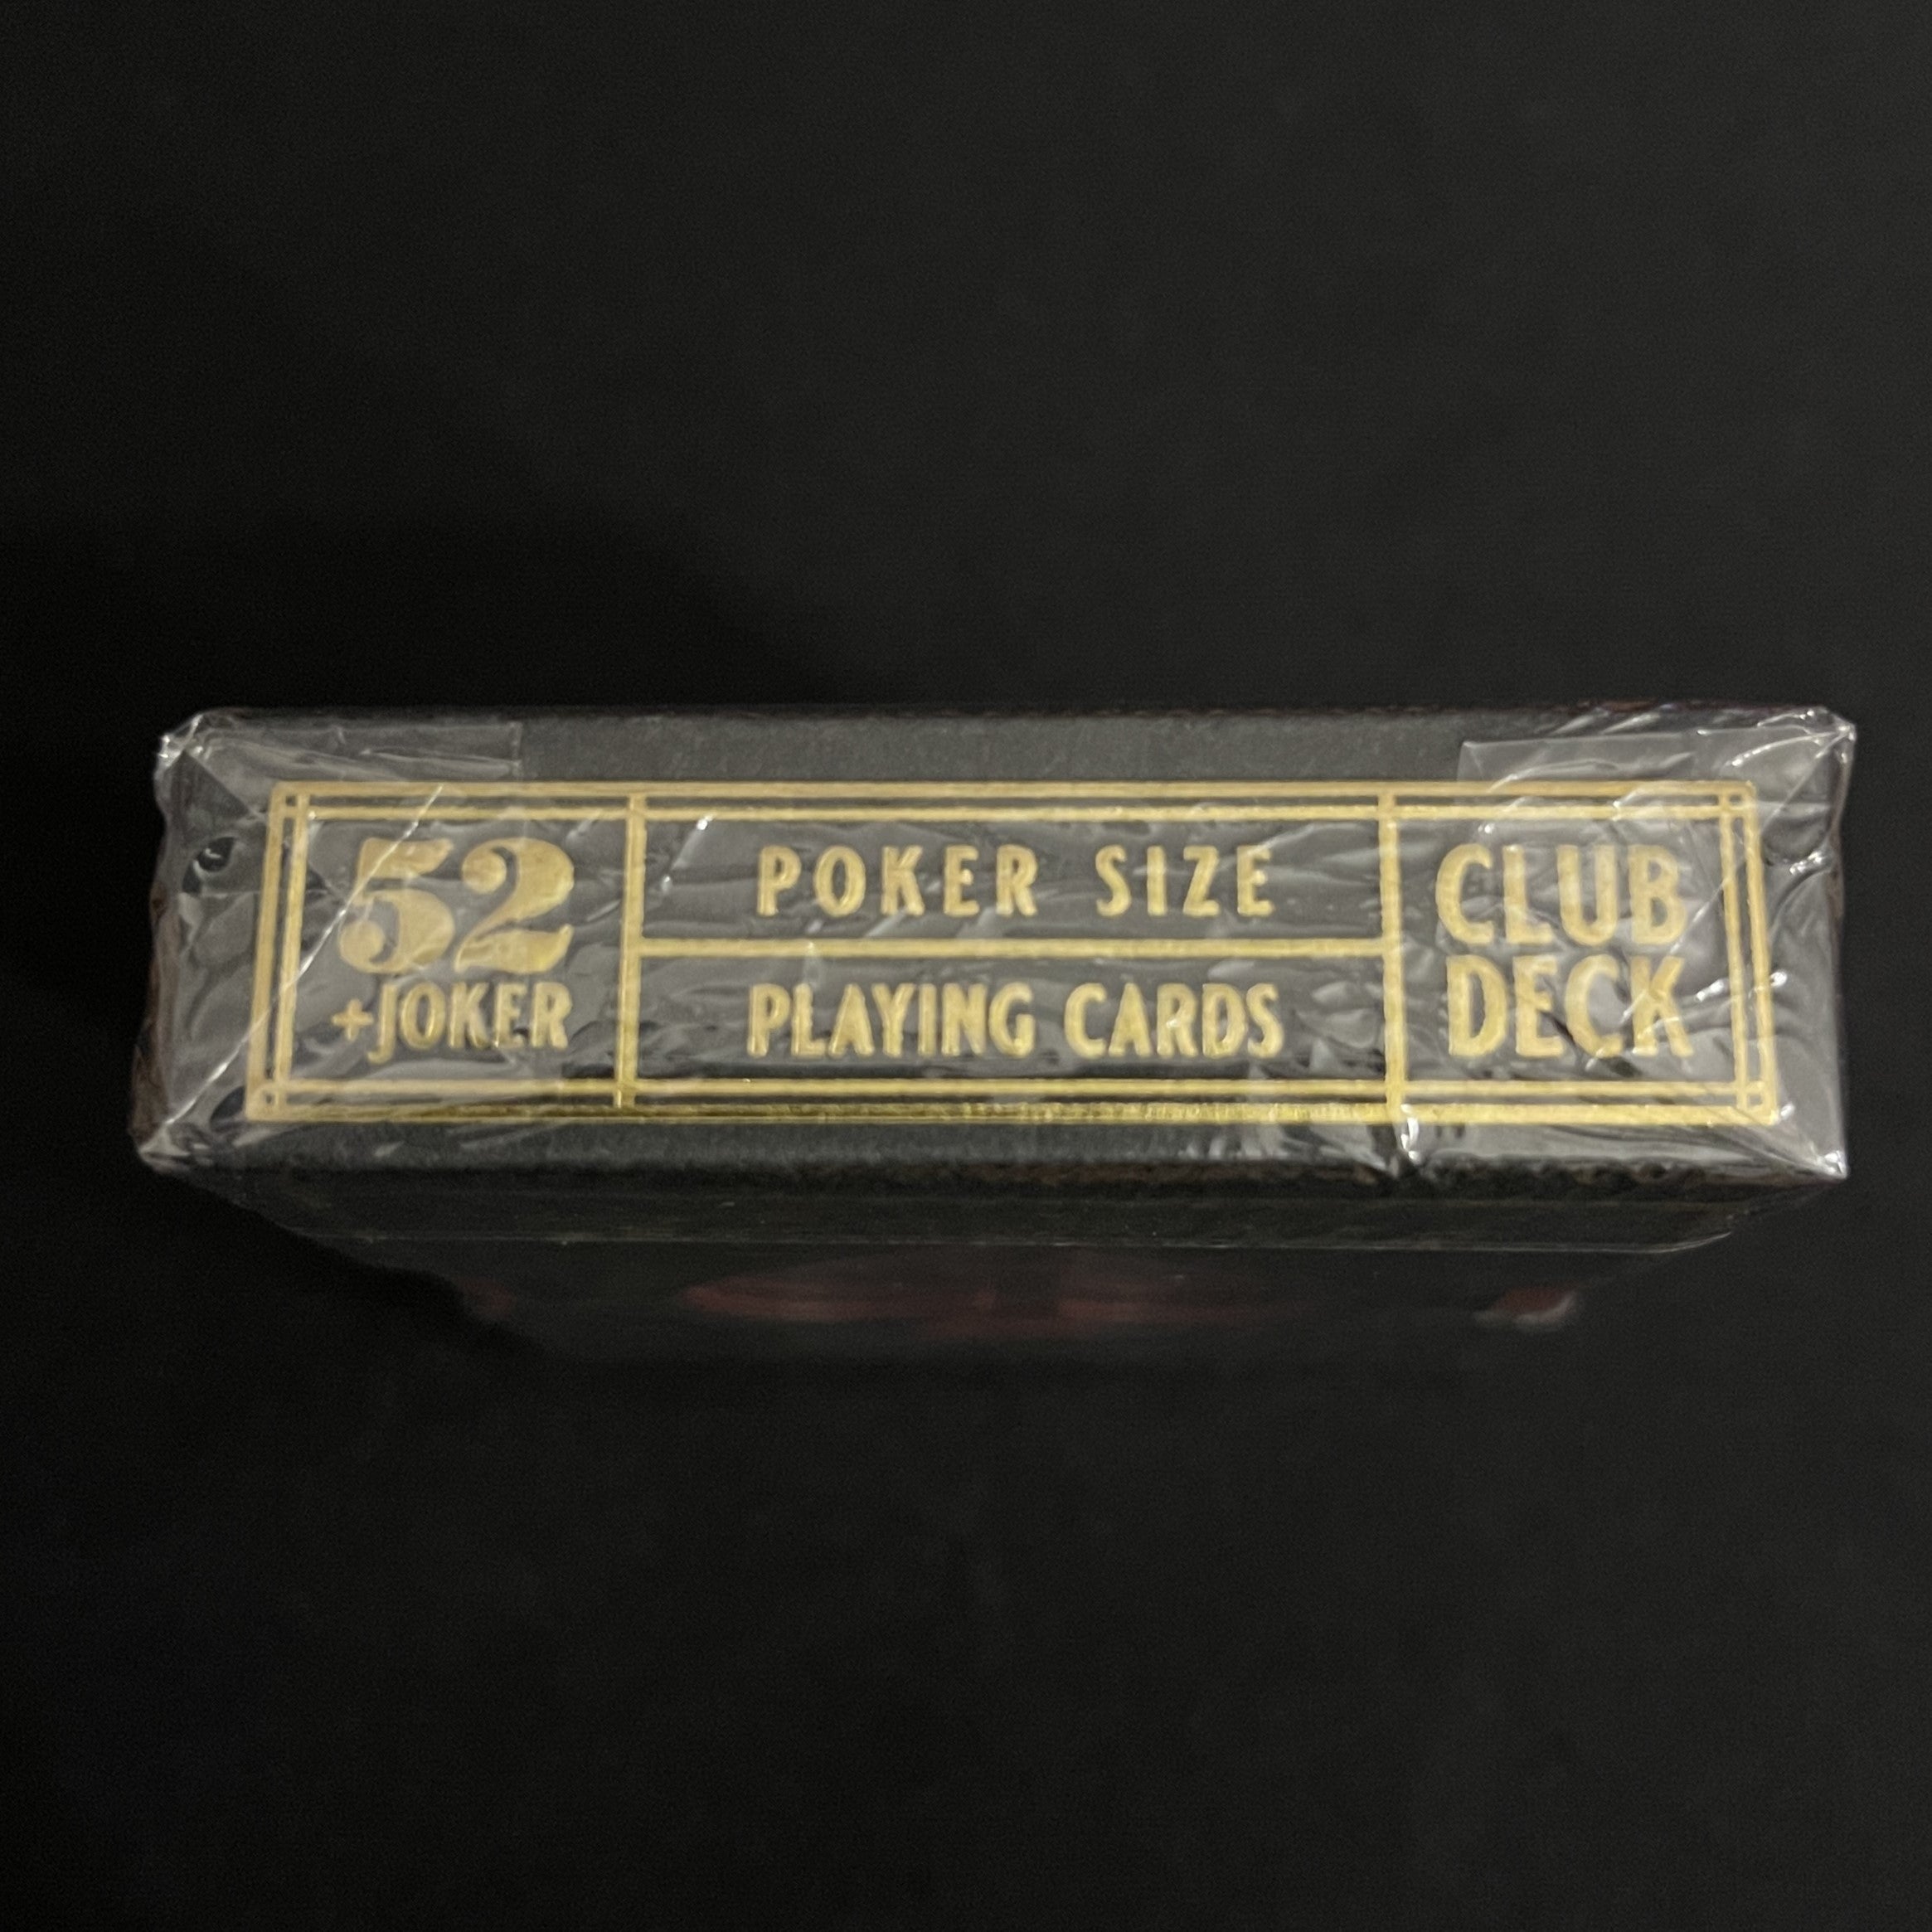 52
+JOKER
POKER SIZE
PLAYING CARDS
CLUB
DECK